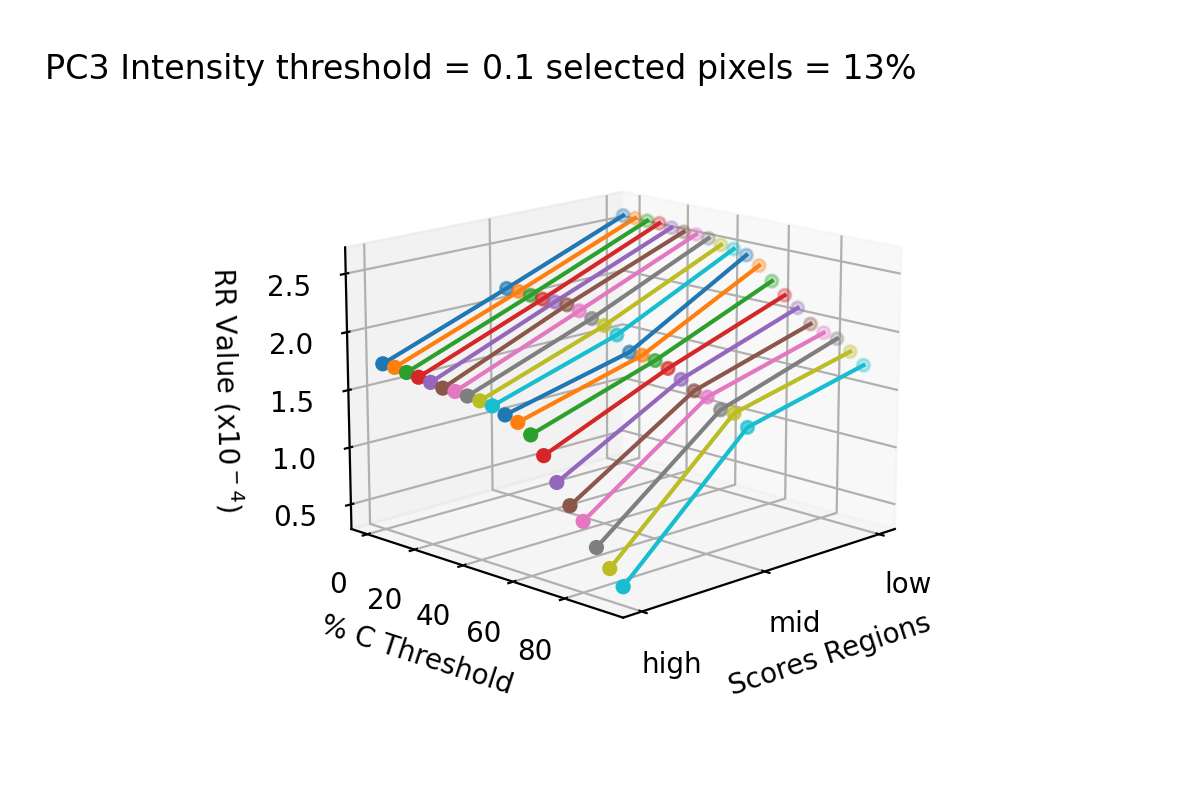 PC3 Intensity threshold = 0.1 selected pixels = 13%
RR Value (x10⁻⁴)
2.5
2.0
1.5
1.0
0.5
0
20
40
60
80
% C Threshold
high
mid
low
Scores Regions